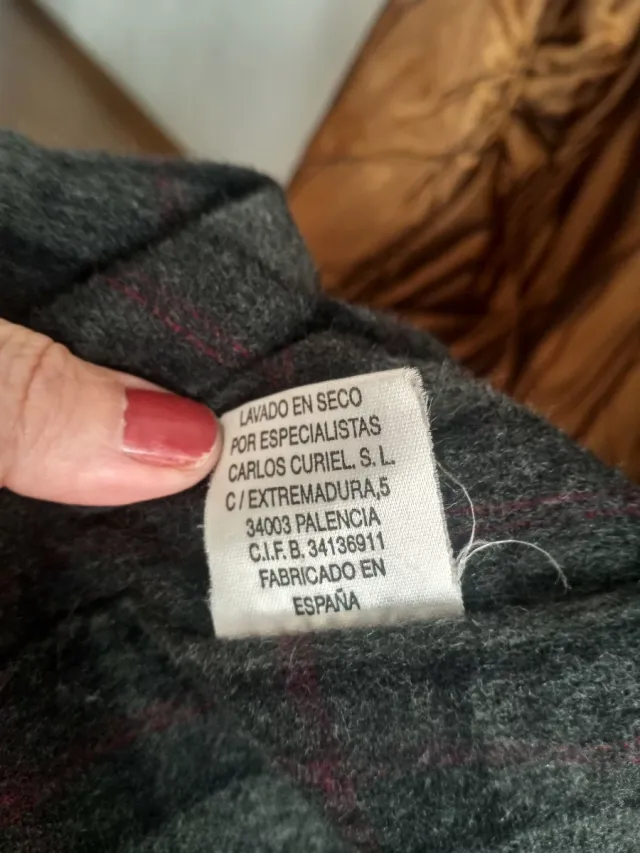 LAVADO EN SECO
POR ESPECIALISTAS
CARLOS CURIEL. S. L.
C / EXTREMADURA,5
34003 PALENCIA
C.I.F. B. 34136911
FABRICADO EN
ESPAÑA